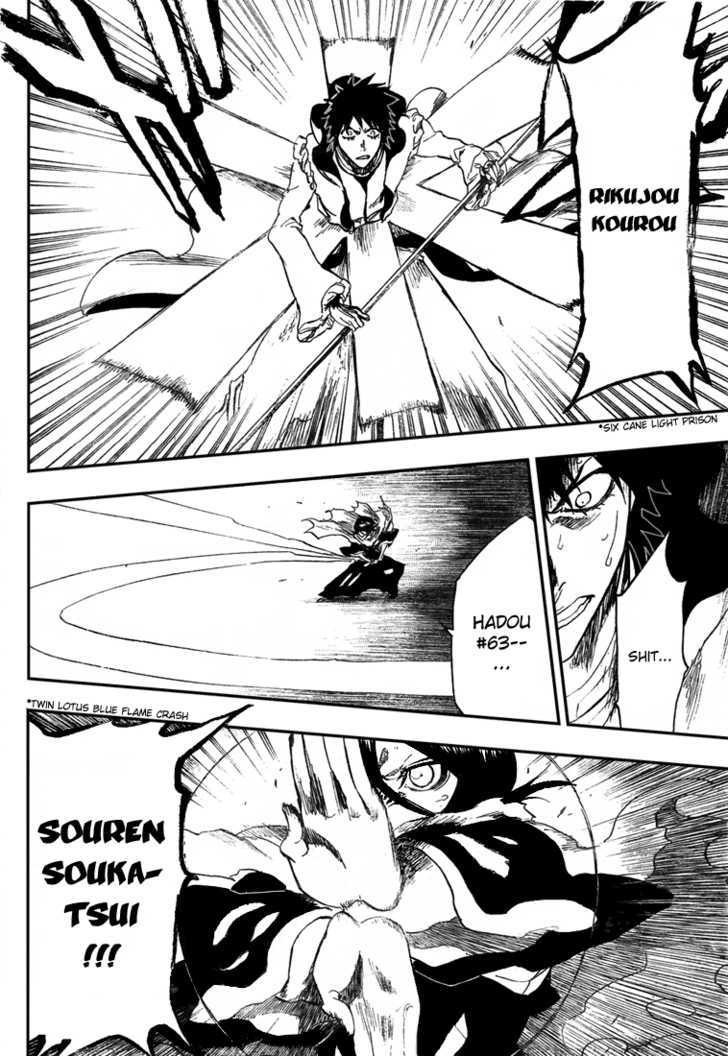 RIKUJOU
KOUROU
*SIX CANE LIGHT PRISON
SHIT...
HADOU
#63--
...
*TWIN LOTUS BLUE FLAME CRASH
SOUREN
SOUKA-
TSUI
!!!